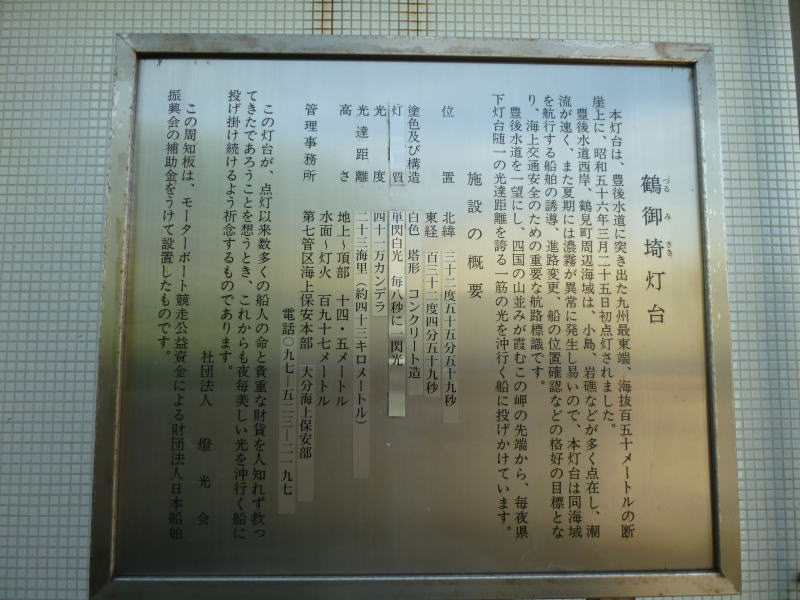 鶴御埼灯台
つる み さき
本灯台は、豊後水道に突き出た九州最東端、海抜百五十メートルの断
崖上に、昭和五十六年三月二十五日初点灯されました。
豊後水道西岸、鶴見町周辺海域は、小島、岩礁などが多く点在し、潮
流が速く、また夏期には濃霧が異常に発生し易いので、本灯台は同海域
を航行する船舶の誘導、進路変更、船の位置確認などの格好の目標とな
り、海上交通安全のための重要な航路標識です。
豊後水道を一望にし、四国の山並みが霞むこの岬の先端から、毎夜県
下灯台随一の光達距離を誇る一筋の光を沖行く船に投げかけています。
施設の概要
位置 北緯 三十二度五十五分五十九秒
東経 百三十二度四分五十九秒
塗色及び構造 白色 塔形 コンクリート造
灯質 単閃白光 毎八秒に一閃光
光度 四十一万カンデラ
光達距離 二十三海里（約四十三キロメートル）
高さ 地上～頂部 十四・五メートル
水面～灯火 百九十七メートル
管理事務所 第七管区海上保安本部 大分海上保安部
電話〇九七―五二三―二一九七
この灯台が、点灯以来数多くの船人の命と貴重な財貨を人知れず救っ
てきたであろうことを想うとき、これからも夜毎美しい光を沖行く船に
投げ掛け続けるよう祈念するものであります。
社団法人 燈光会
この周知板は、モーターボート競走公益資金による財団法人日本船舶
振興会の補助金をうけて設置したものです。